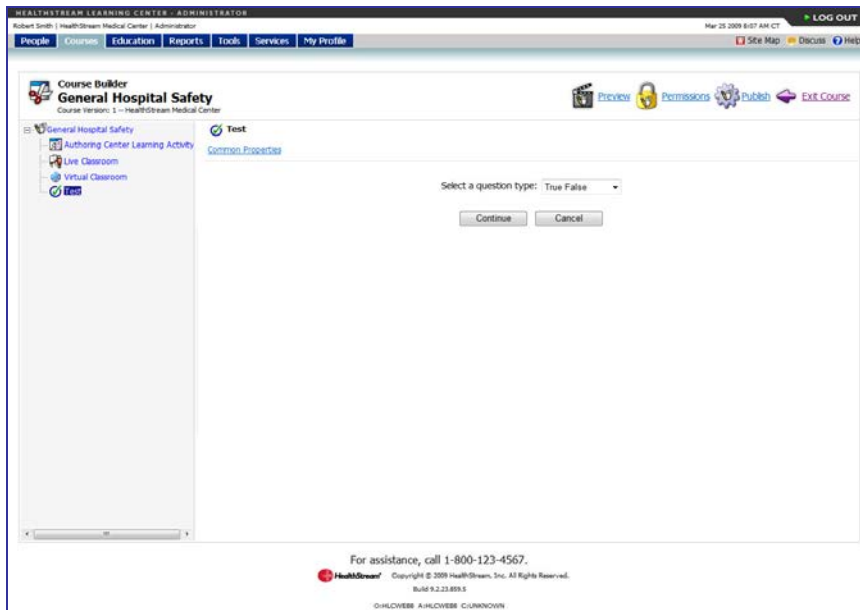 HEALTHSTREAM LEARNING CENTER - ADMINISTRATOR
Robert Smith | HealthStream Medical Center | Administrator
Mar 25 2009 8:07 AM CT
LOG OUT
People Courses Education Reports Tools Services My Profile
Site Map Discuss Help
Course Builder
General Hospital Safety
Course Version: 1 -- HealthStream Medical Center
Preview Permissions Publish Exit Course
General Hospital Safety
Authoring Center Learning Activity
Live Classroom
Virtual Classroom
Test
Test
Common Properties
Select a question type: True False
Continue Cancel
For assistance, call 1-800-123-4567.
HealthStream Copyright © 2009 HealthStream, Inc. All Rights Reserved.
Build 9.2.23.859.5
O:HLCWEB8 A:HLCWEB8 C:UNKNOWN